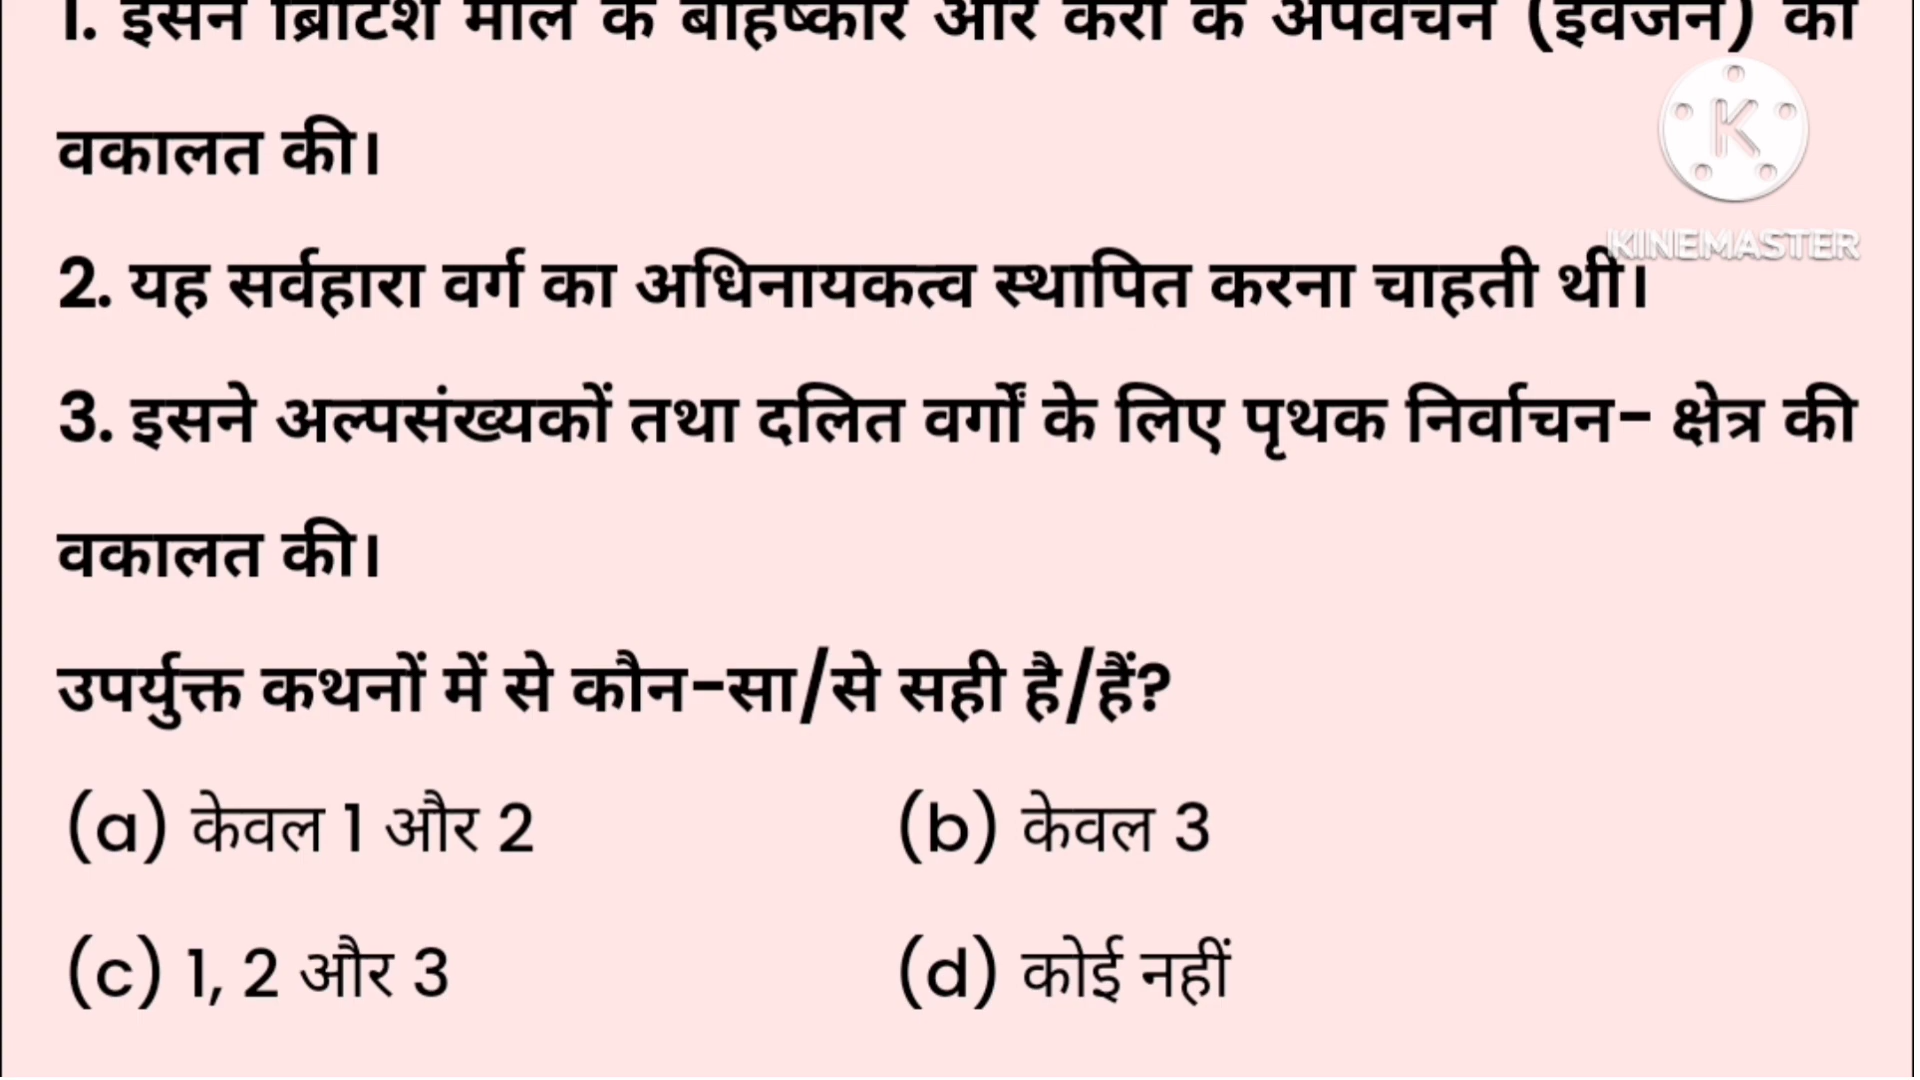 1. इसने ब्रिटिश माल के बहिष्कार और करों के अपवंचन (इवेजन) की
वकालत की।
KINEMASTER
2. यह सर्वहारा वर्ग का अधिनायकत्व स्थापित करना चाहती थी।
3. इसने अल्पसंख्यकों तथा दलित वर्गों के लिए पृथक निर्वाचन- क्षेत्र की
वकालत की।
उपर्युक्त कथनों में से कौन-सा/से सही है/हैं?
(a) केवल 1 और 2 (b) केवल 3
(c) 1, 2 और 3 (d) कोई नहीं